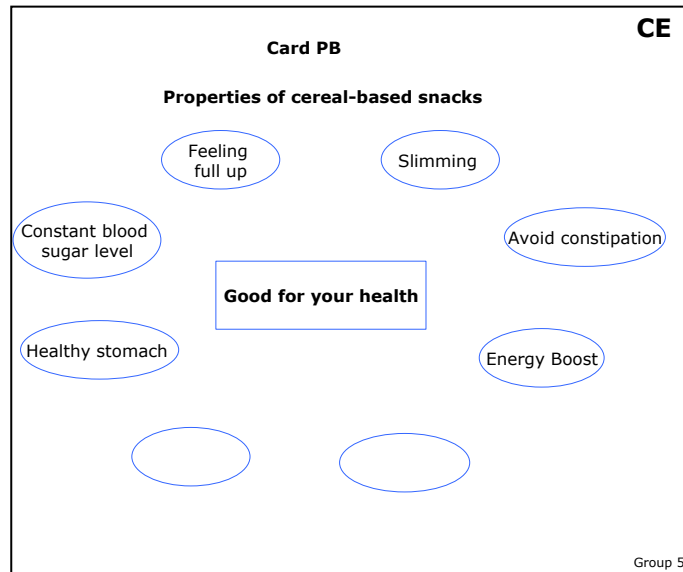 CE
Card PB
Properties of cereal-based snacks
Feeling
full up
Slimming
Constant blood
sugar level
Avoid constipation
Good for your health
Healthy stomach
Energy Boost
Group 5